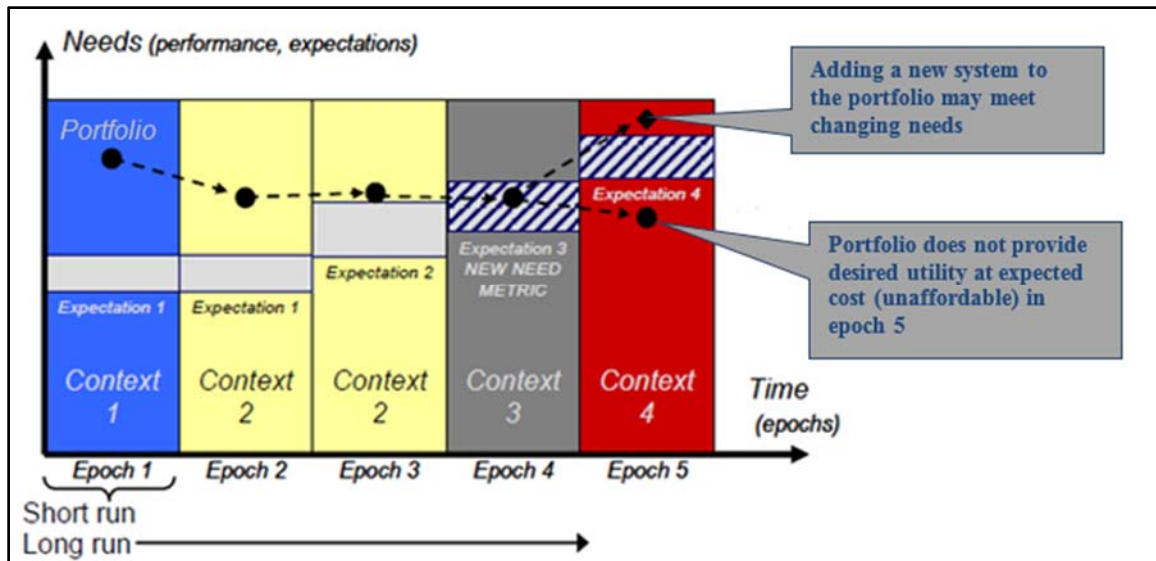 Needs (performance, expectations)
Portfolio
Adding a new system to
the portfolio may meet
changing needs
Expectation 1
Expectation 1
Expectation 2
Expectation 3
NEW NEED
METRIC
Expectation 4
Portfolio does not provide
desired utility at expected
cost (unaffordable) in
epoch 5
Context
1
Context
2
Context
2
Context
3
Context
4
Time
(epochs)
Epoch 1
Epoch 2
Epoch 3
Epoch 4
Epoch 5
Short run
Long run